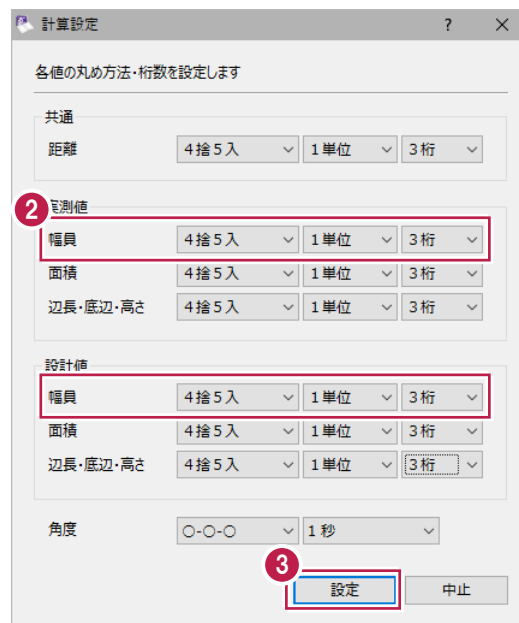 計算設定 ? ×
各値の丸め方法・桁数を設定します
共通
距離 4捨5入 1単位 3桁
2 実測値
幅員 4捨5入 1単位 3桁
面積 4捨5入 1単位 3桁
辺長・底辺・高さ 4捨5入 1単位 3桁
設計値
幅員 4捨5入 1単位 3桁
面積 4捨5入 1単位 3桁
辺長・底辺・高さ 4捨5入 1単位 3桁
角度 ○-○-○ 1秒
3
設定 中止